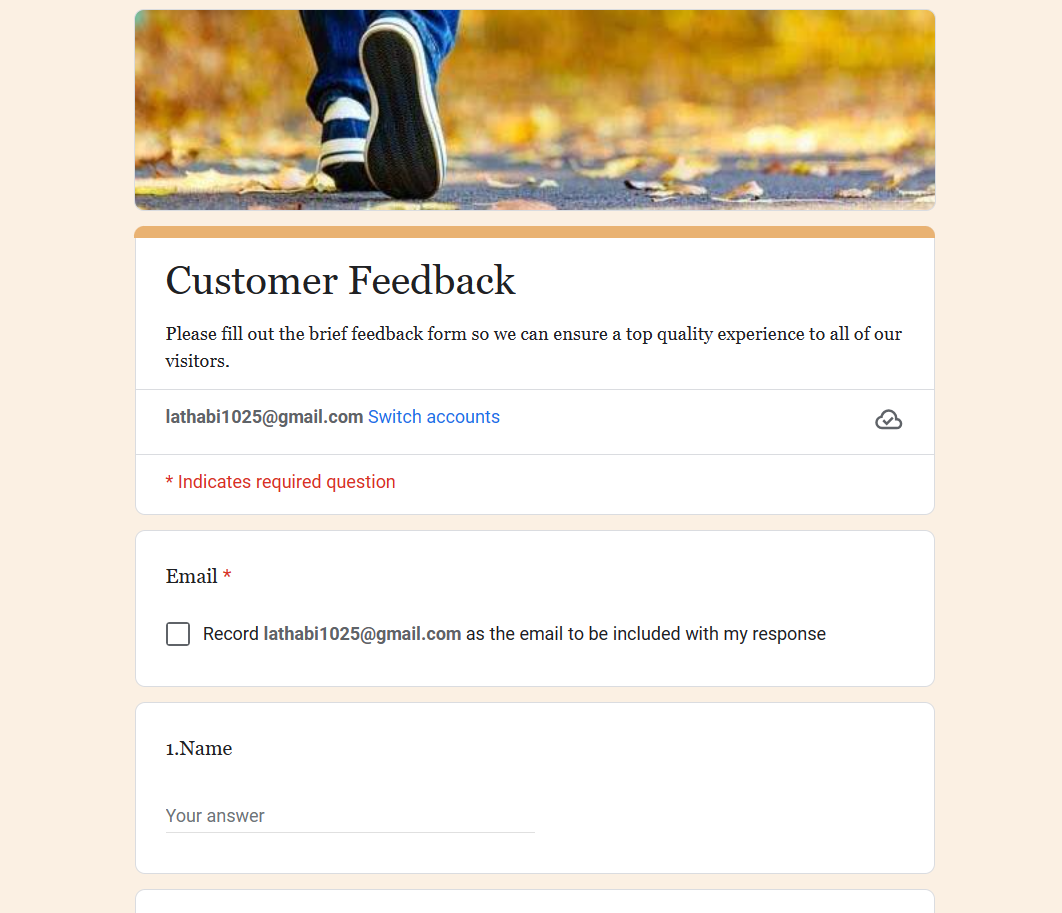 Customer Feedback
Please fill out the brief feedback form so we can ensure a top quality experience to all of our
visitors.
lathabi1025@gmail.com Switch accounts
* Indicates required question
Email *
Record lathabi1025@gmail.com as the email to be included with my response
1.Name
Your answer